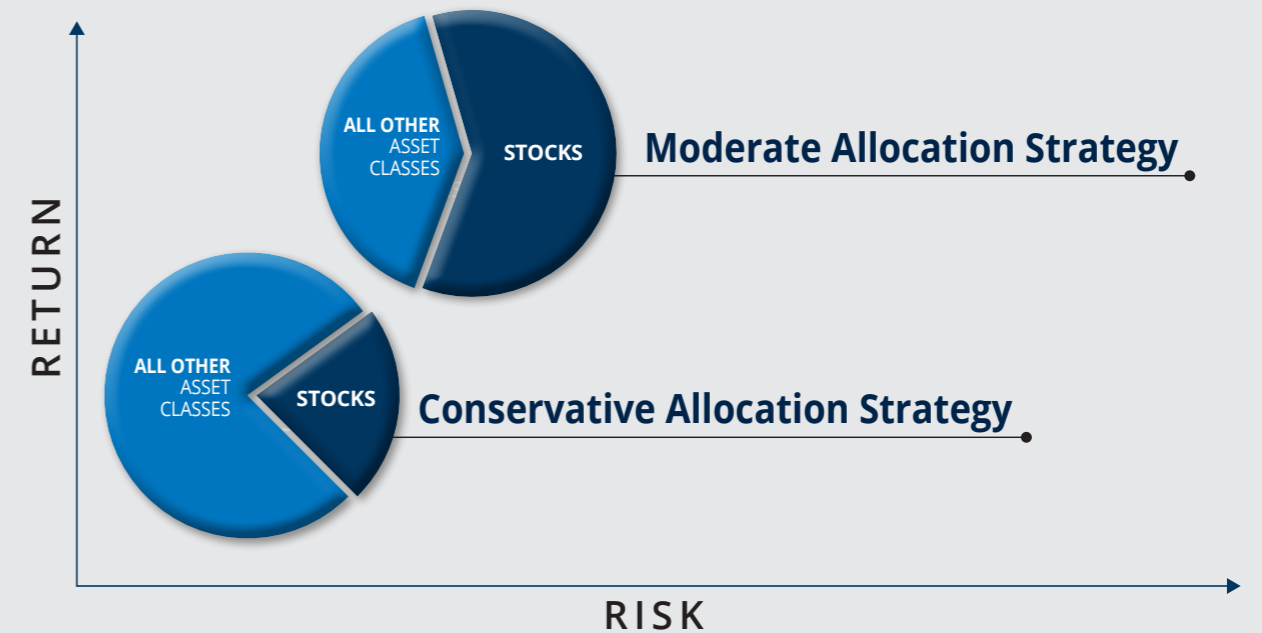 ALL OTHER
ASSET
CLASSES
STOCKS
Moderate Allocation Strategy
RETURN
ALL OTHER
ASSET
CLASSES
STOCKS
Conservative Allocation Strategy
RISK